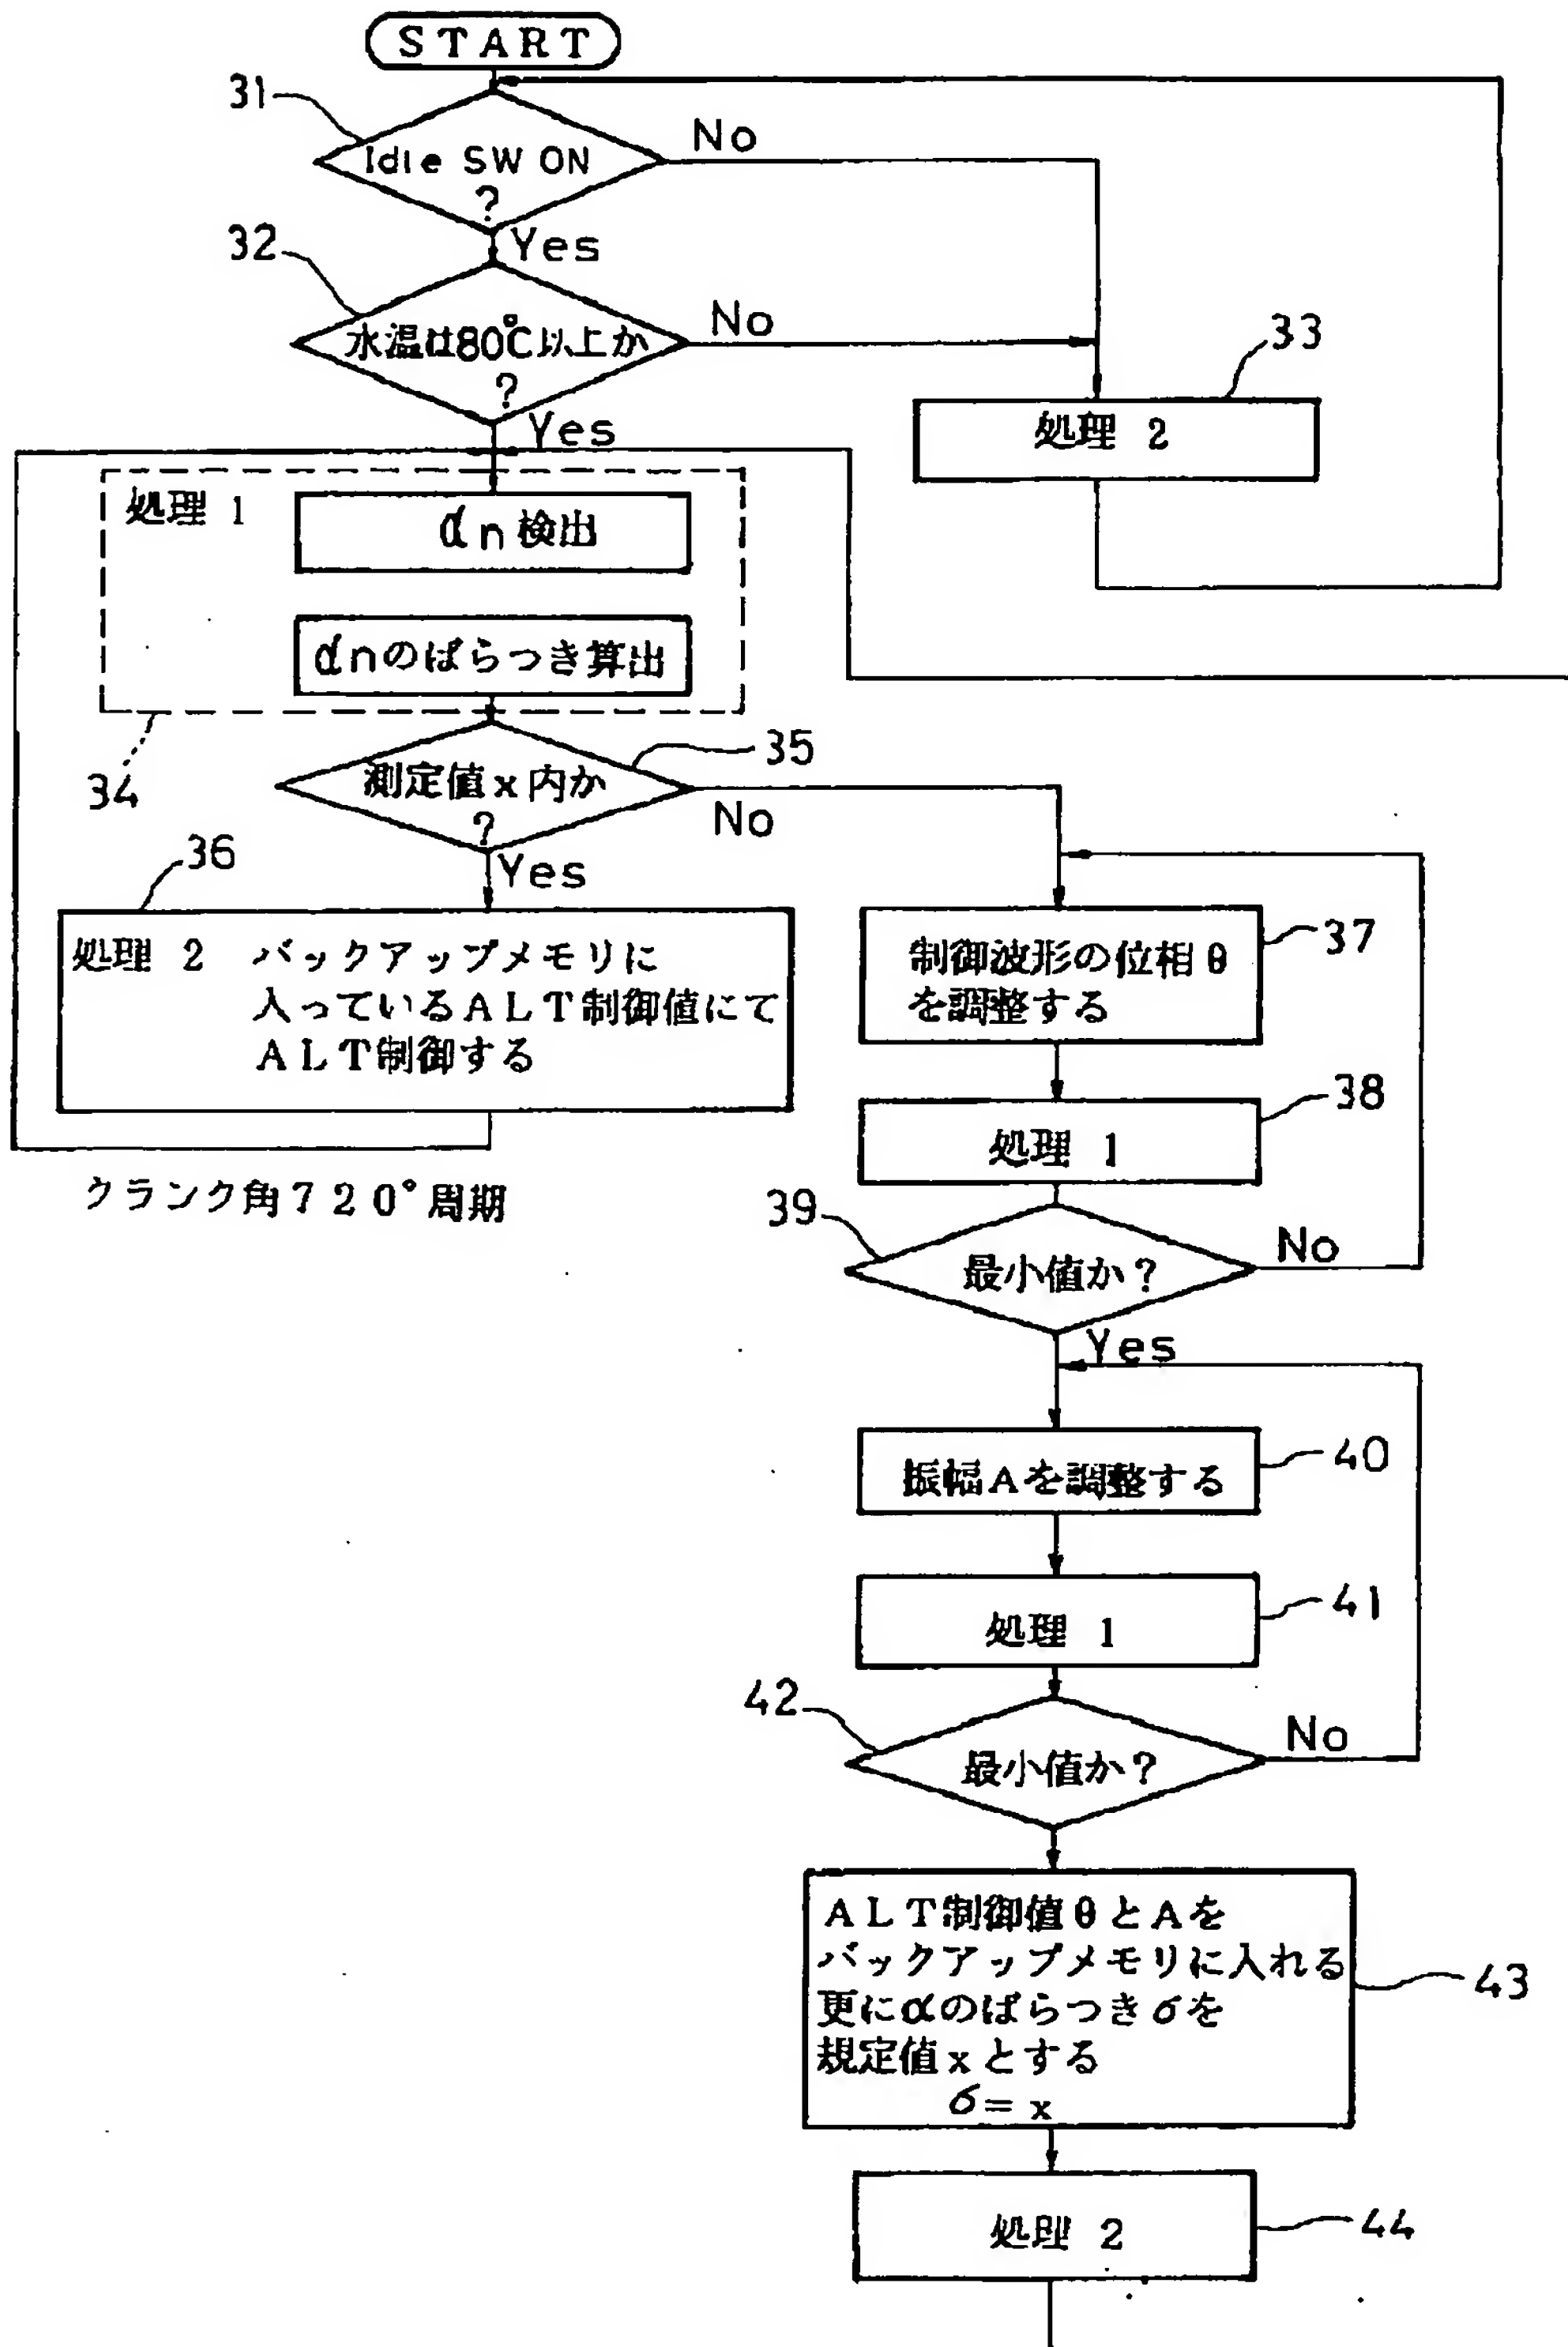 START
31
Idle SW ON
?
No
Yes
32
水温は80℃以上か
?
No
Yes
33
処理 2
処理 1
αn検出
αnのばらつき算出
34
35
測定値x内か
?
No
Yes
36
処理 2 バックアップメモリに
入っているALT制御値にて
ALT制御する
クランク角720°周期
37
制御波形の位相θ
を調整する
38
処理 1
39
最小値か?
No
Yes
40
振幅Aを調整する
41
処理 1
42
最小値か?
No
43
ALT制御値θとAを
バックアップメモリに入れる
更にαのばらつきσを
規定値xとする
σ= x
44
処理 2